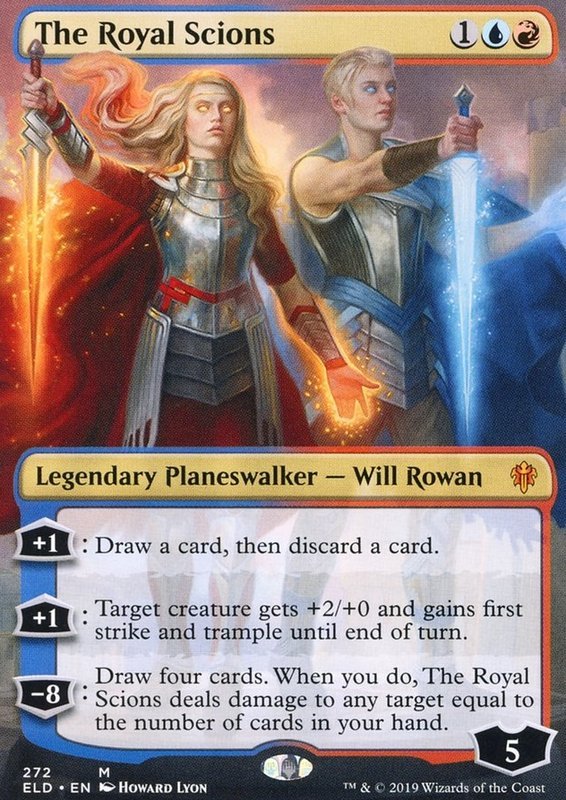 The Royal Scions 1
Legendary Planeswalker — Will Rowan
+1 : Draw a card, then discard a card.
+1 : Target creature gets +2/+0 and gains first
strike and trample until end of turn.
−8 : Draw four cards. When you do, The Royal
Scions deals damage to any target equal to
the number of cards in your hand.
5
272 M
ELD • EN Howard Lyon ™ & © 2019 Wizards of the Coast